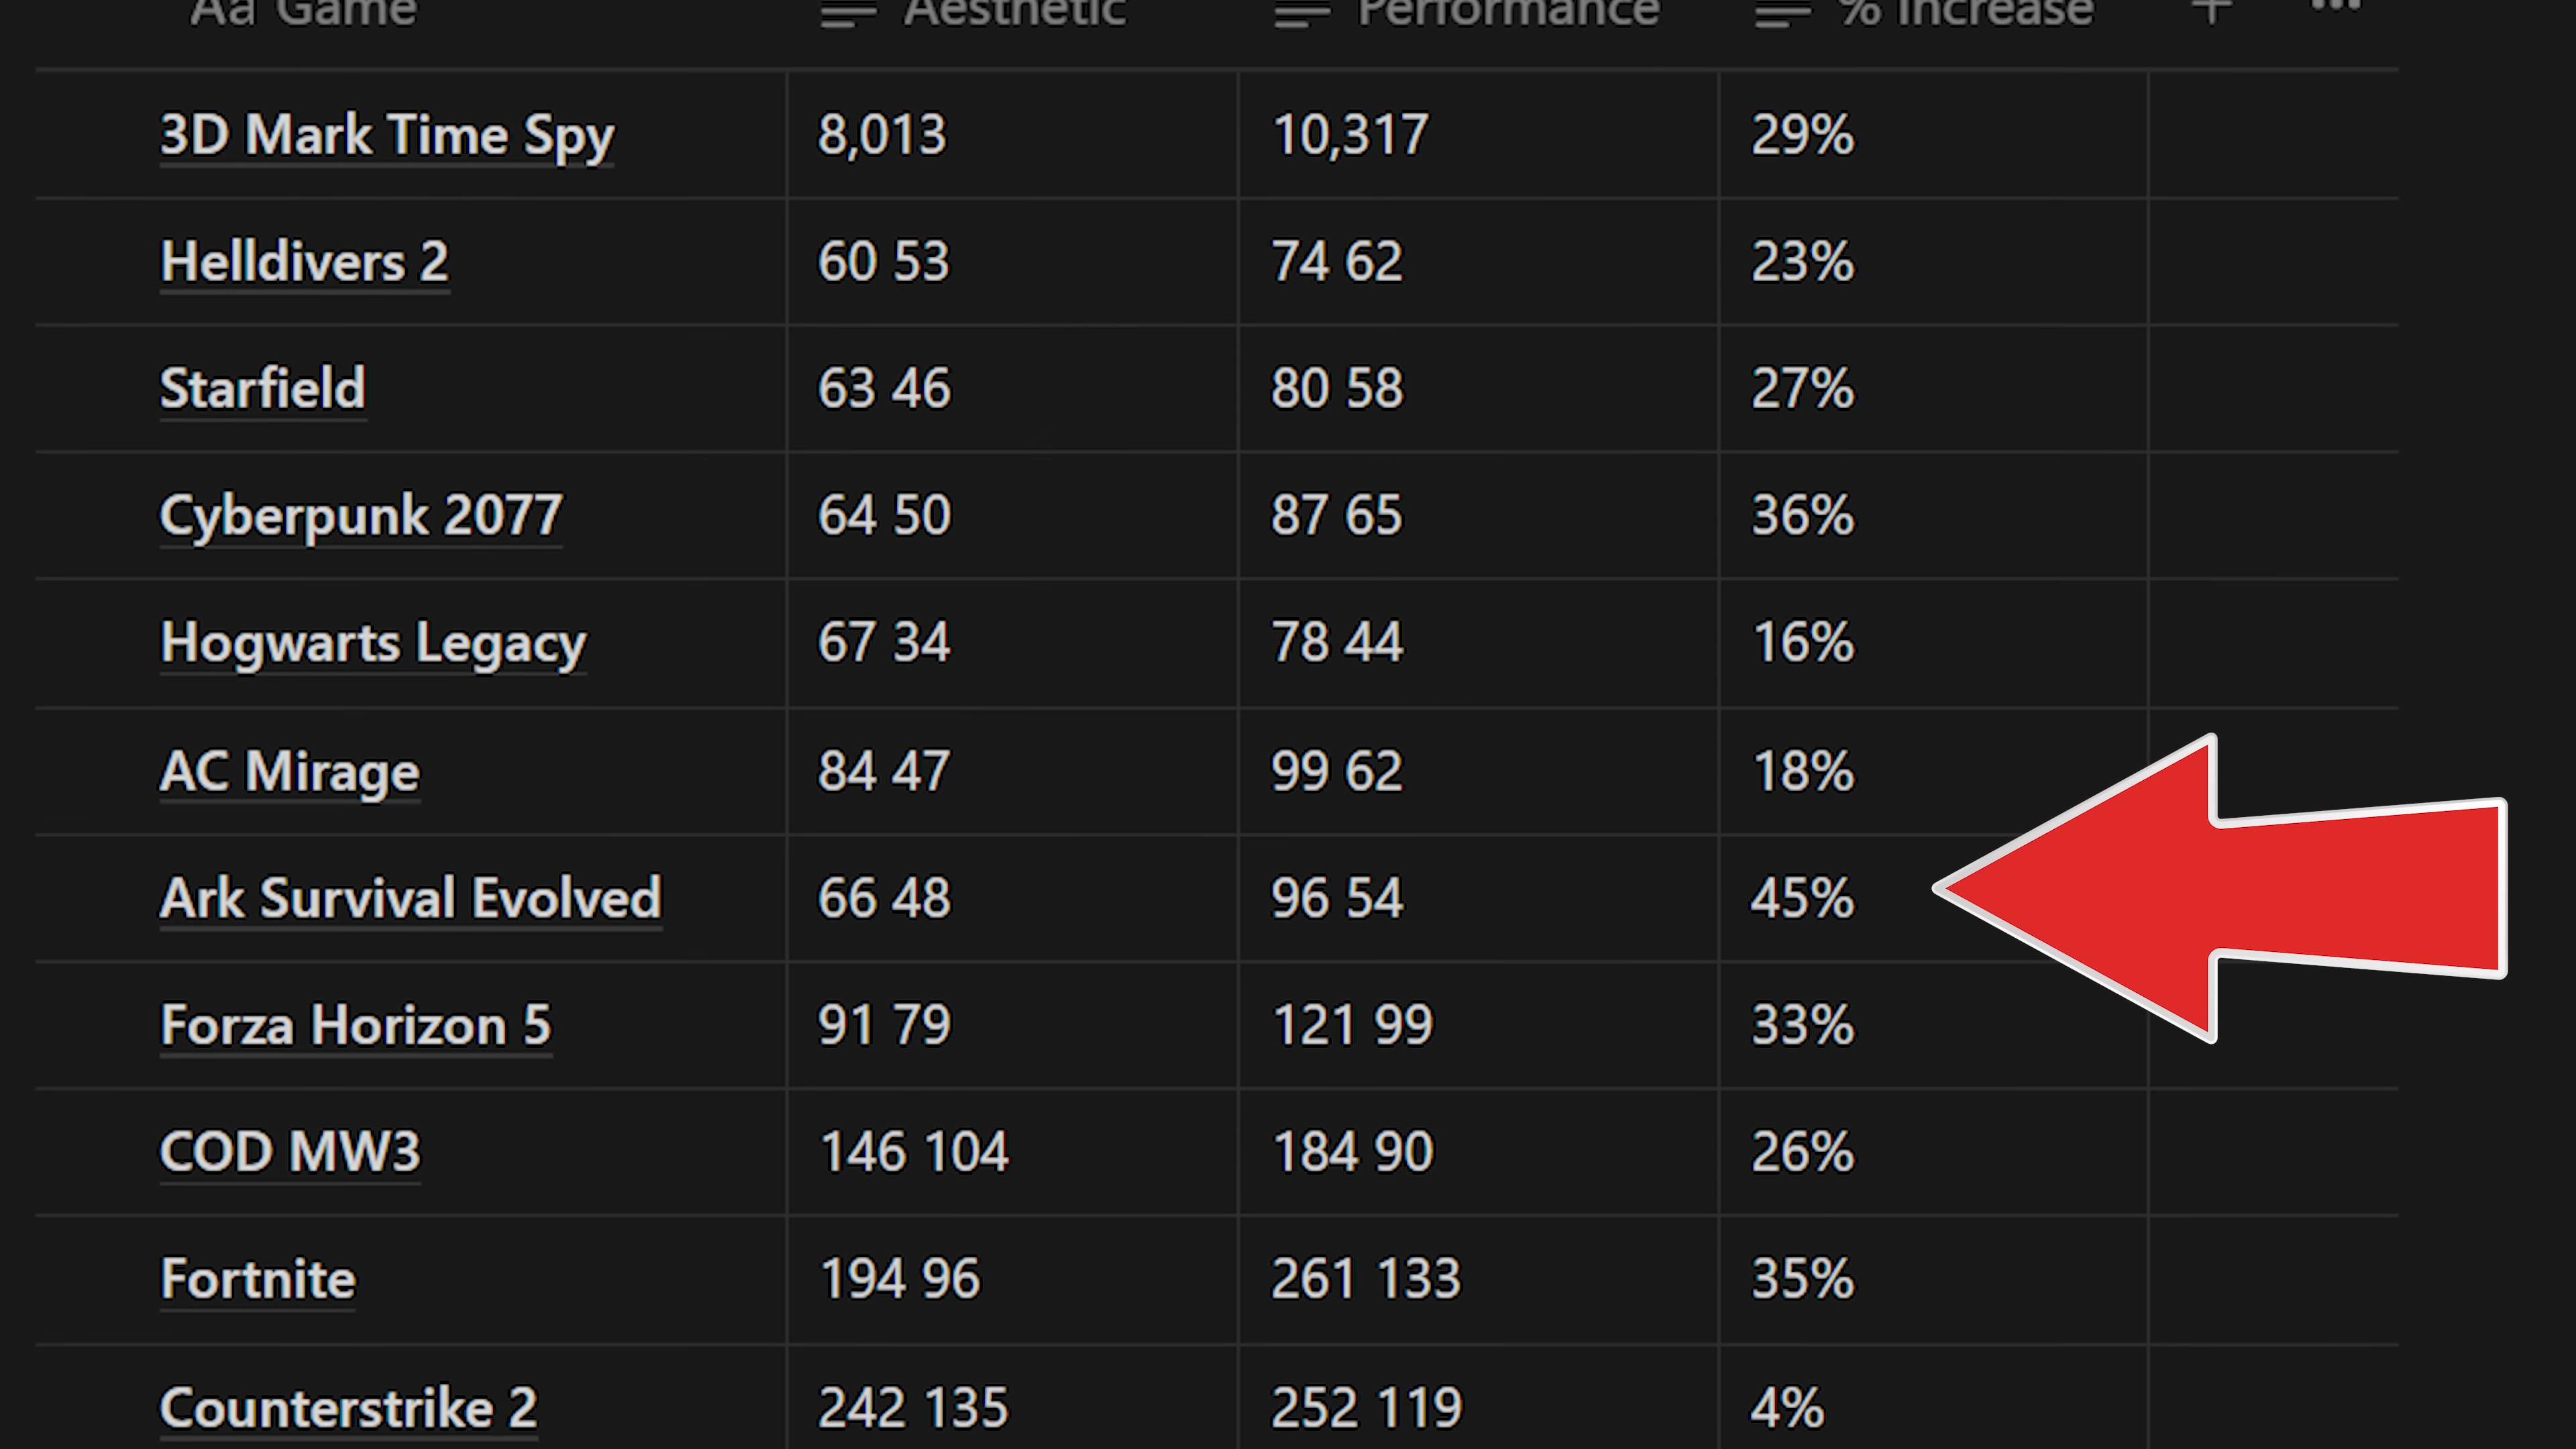 Aa Game Aesthetic Performance % Increase
3D Mark Time Spy 8,013 10,317 29%
Helldivers 2 60 53 74 62 23%
Starfield 63 46 80 58 27%
Cyberpunk 2077 64 50 87 65 36%
Hogwarts Legacy 67 34 78 44 16%
AC Mirage 84 47 99 62 18%
Ark Survival Evolved 66 48 96 54 45%
Forza Horizon 5 91 79 121 99 33%
COD MW3 146 104 184 90 26%
Fortnite 194 96 261 133 35%
Counterstrike 2 242 135 252 119 4%